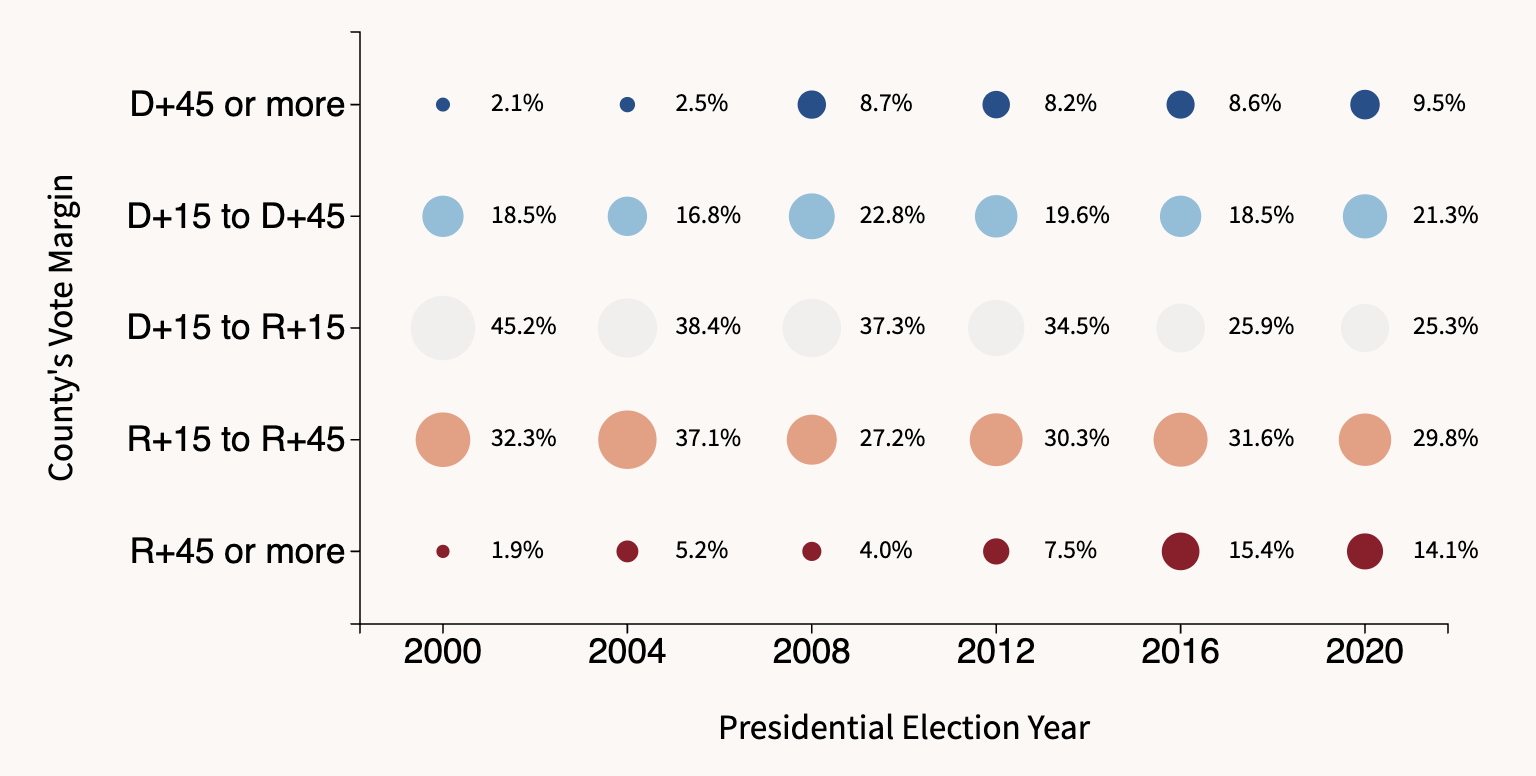 County's Vote Margin
D+45 or more 2.1% 2.5% 8.7% 8.2% 8.6% 9.5%
D+15 to D+45 18.5% 16.8% 22.8% 19.6% 18.5% 21.3%
D+15 to R+15 45.2% 38.4% 37.3% 34.5% 25.9% 25.3%
R+15 to R+45 32.3% 37.1% 27.2% 30.3% 31.6% 29.8%
R+45 or more 1.9% 5.2% 4.0% 7.5% 15.4% 14.1%
2000 2004 2008 2012 2016 2020
Presidential Election Year